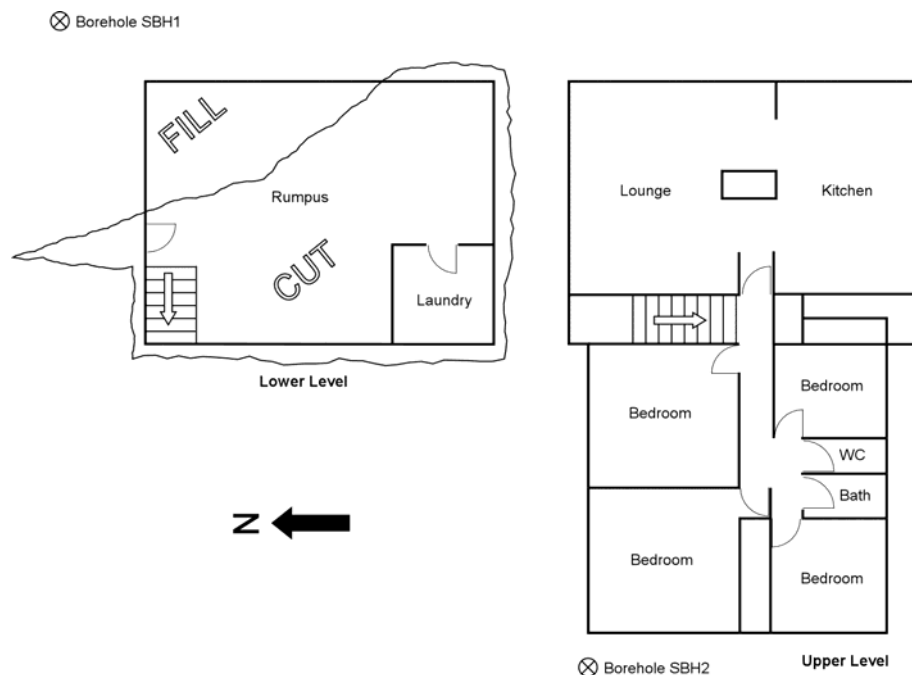 Borehole SBH1
FILL
Rumpus
CUT
Laundry
Lower Level
N
Lounge
Kitchen
Bedroom
Bedroom
WC
Bath
Bedroom
Bedroom
Borehole SBH2
Upper Level